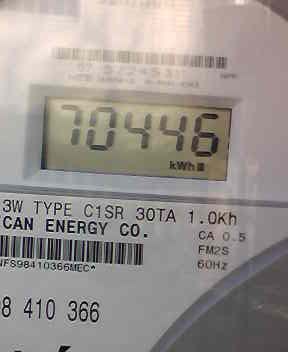 70446
kWh
3W TYPE C1SR 30TA 1.0Kh
CAN ENERGY CO.
CA 0.5
FM2S
NFS98410366MEC*
60Hz
98 410 366